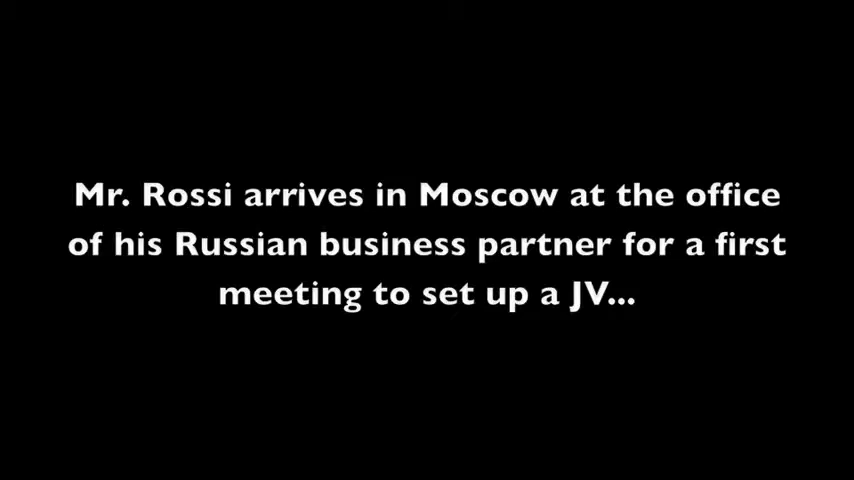 Mr. Rossi arrives in Moscow at the office
of his Russian business partner for a first
meeting to set up a JV...